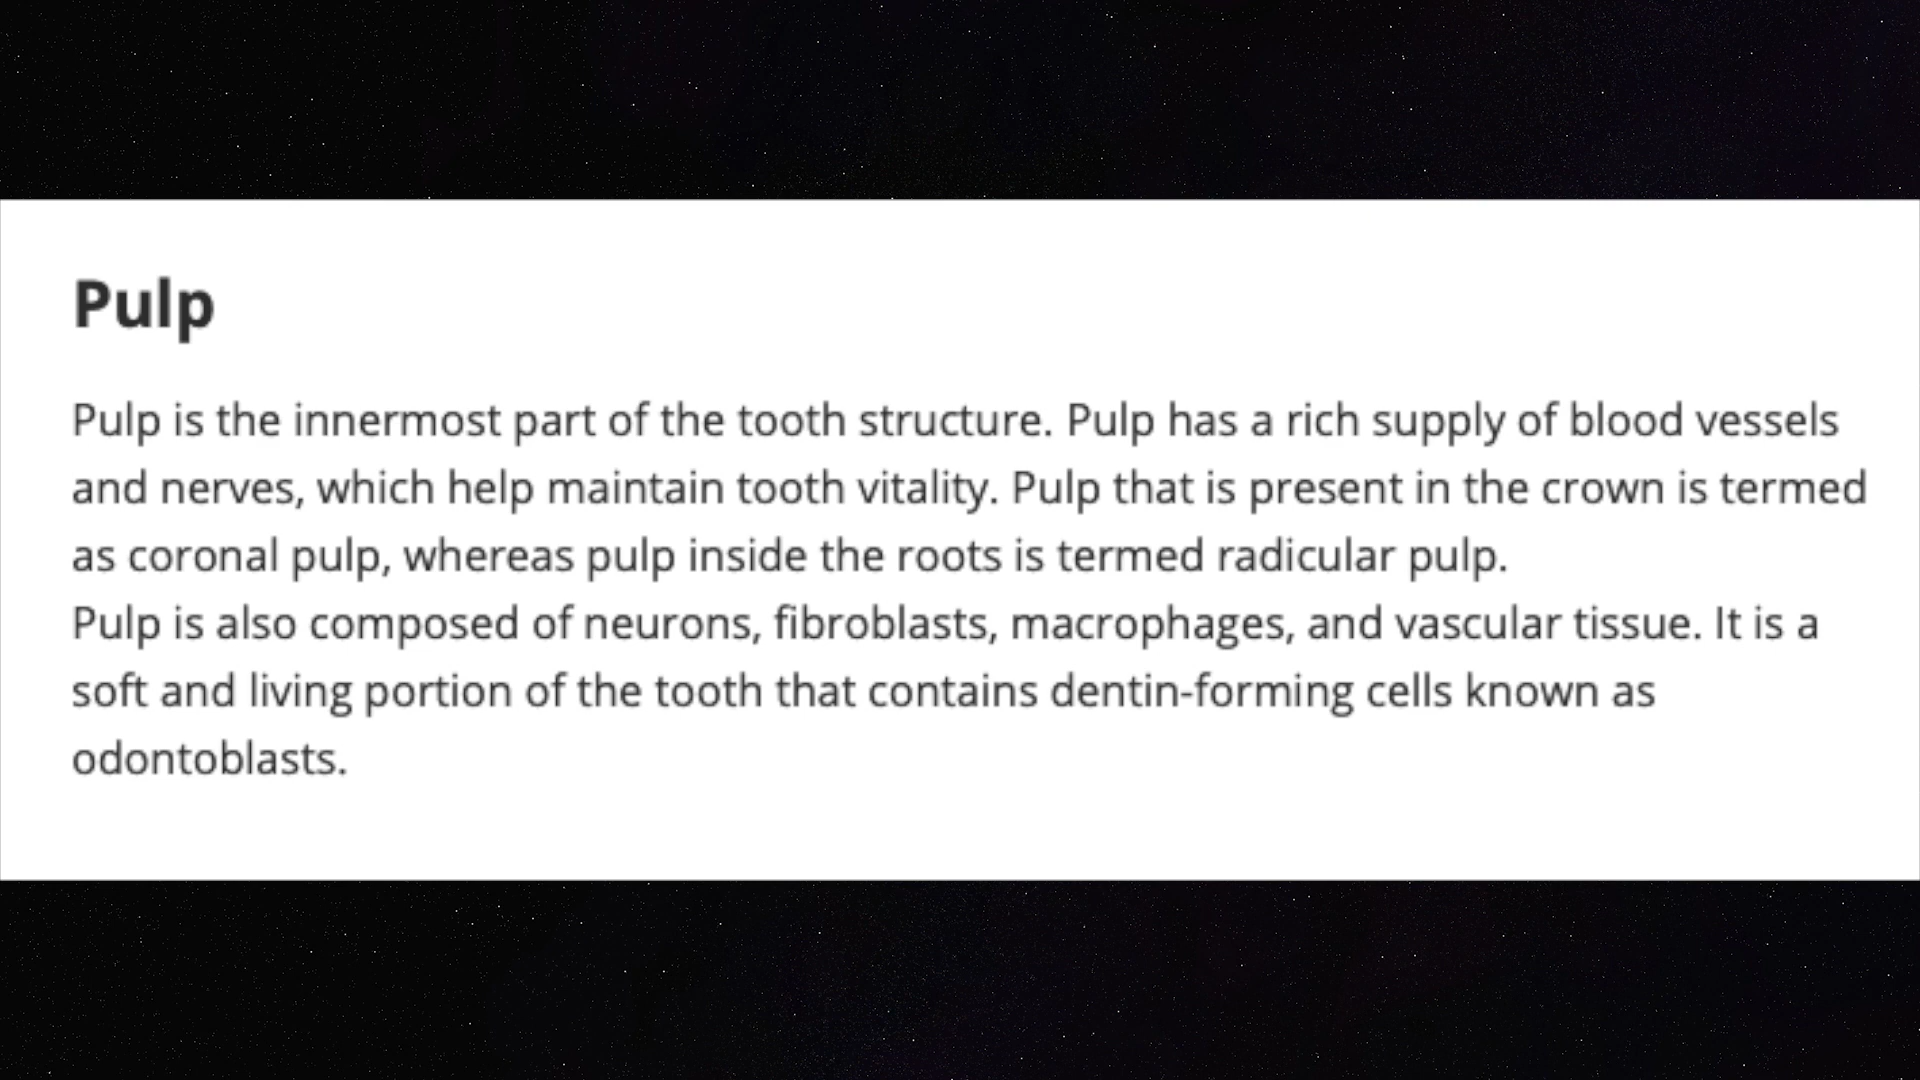 Pulp
Pulp is the innermost part of the tooth structure. Pulp has a rich supply of blood vessels
and nerves, which help maintain tooth vitality. Pulp that is present in the crown is termed
as coronal pulp, whereas pulp inside the roots is termed radicular pulp.
Pulp is also composed of neurons, fibroblasts, macrophages, and vascular tissue. It is a
soft and living portion of the tooth that contains dentin-forming cells known as
odontoblasts.